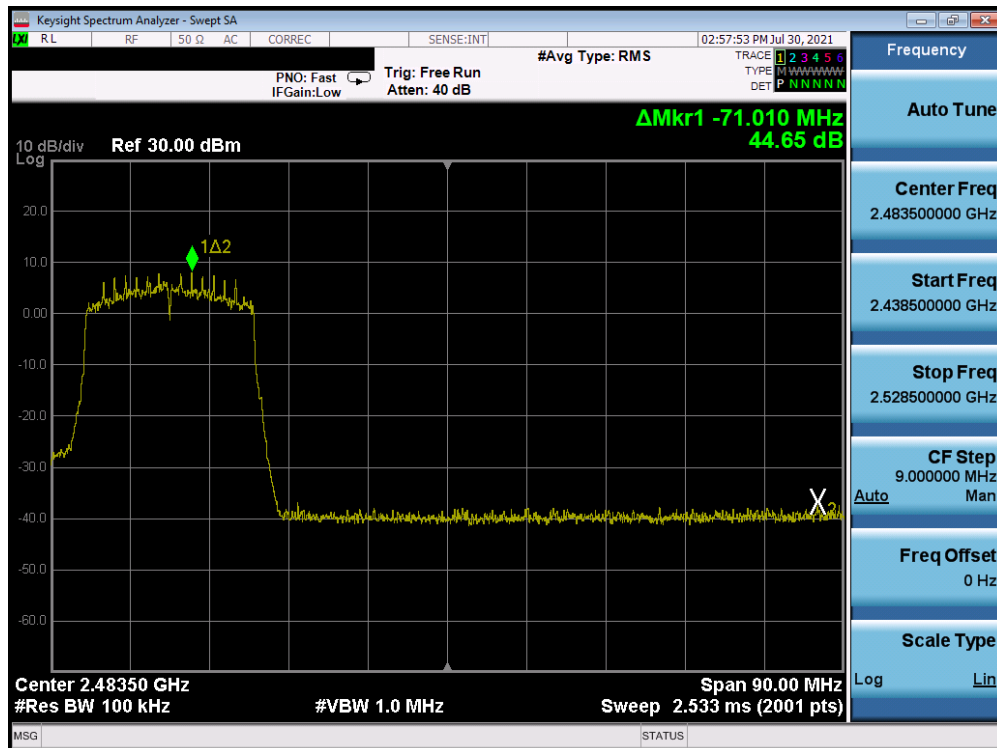 Keysight Spectrum Analyzer - Swept SA
LXI RL RF 50 Ω AC CORREC SENSE:INT 02:57:53 PM Jul 30, 2021
#Avg Type: RMS
TRACE 1 2 3 4 5 6
TYPE M WWWWW
DET P N N N N N
PNO: Fast
IFGain:Low
Trig: Free Run
Atten: 40 dB
ΔMkr1 -71.010 MHz
44.65 dB
10 dB/div
Log
Ref 30.00 dBm
20.0
10.0
0.00
-10.0
-20.0
-30.0
-40.0
-50.0
-60.0
1Δ2
X2
Center 2.48350 GHz
Span 90.00 MHz
#Res BW 100 kHz
#VBW 1.0 MHz
Sweep 2.533 ms (2001 pts)
MSG
STATUS
Frequency
Auto Tune
Center Freq
2.483500000 GHz
Start Freq
2.438500000 GHz
Stop Freq
2.528500000 GHz
CF Step
9.000000 MHz
Auto Man
Freq Offset
0 Hz
Scale Type
Log Lin